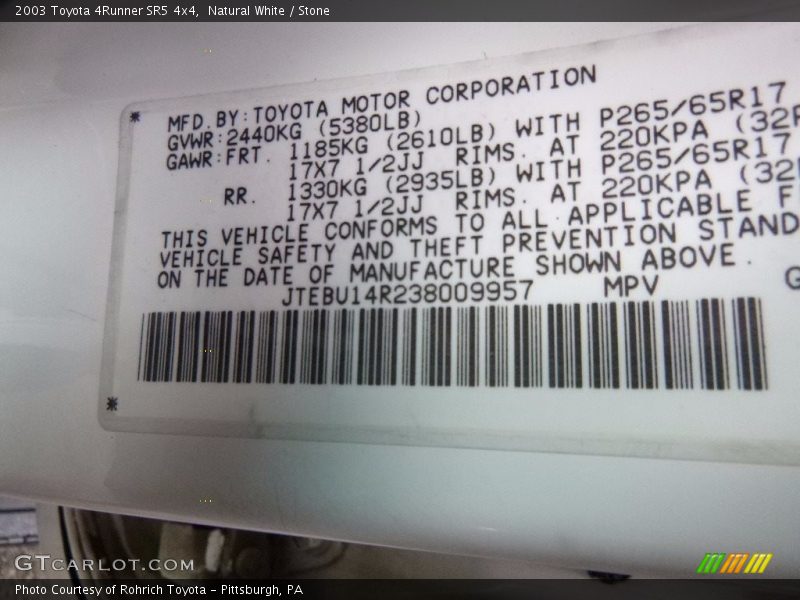 2003 Toyota 4Runner SR5 4x4, Natural White / Stone
MFD. BY: TOYOTA MOTOR CORPORATION
GVWR: 2440KG (5380LB)
GAWR: FRT. 1185KG (2610LB) WITH P265/65R17
17X7 1/2JJ RIMS. AT 220KPA (32P
RR. 1330KG (2935LB) WITH P265/65R17
17X7 1/2JJ RIMS. AT 220KPA (32
THIS VEHICLE CONFORMS TO ALL APPLICABLE F
VEHICLE SAFETY AND THEFT PREVENTION STAND
ON THE DATE OF MANUFACTURE SHOWN ABOVE.
JTEBU14R238009957 MPV G
GTCARLOT.COM
Photo Courtesy of Rohrich Toyota - Pittsburgh, PA